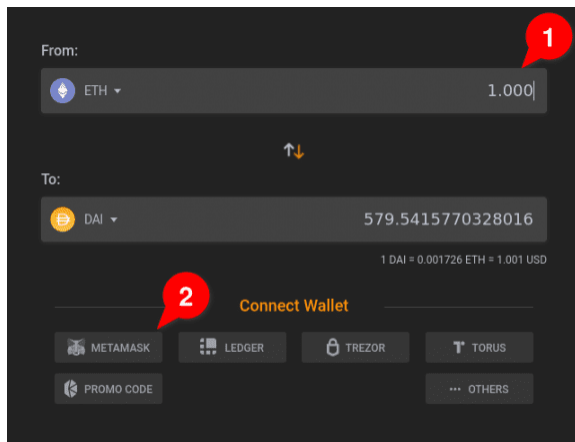 1
From:
ETH 1.000
To:
DAI 579.5415770328016
1 DAI = 0.001726 ETH = 1.001 USD
2
Connect Wallet
METAMASK LEDGER TREZOR TORUS
PROMO CODE ··· OTHERS